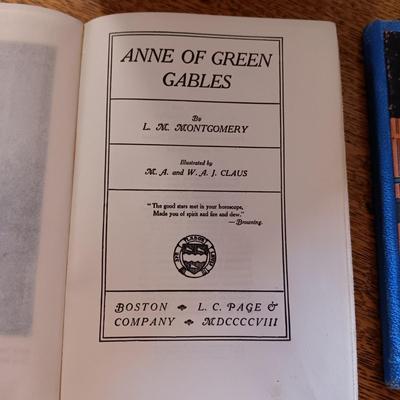 ANNE OF GREEN
GABLES
By
L. M. MONTGOMERY
Illustrated by
M. A. and W. A. J. CLAUS
"The good stars met in your horoscope,
Made you of spirit and fire and dew."
—Browning.
BOSTON L. C. PAGE &
COMPANY MDCCCCVIII